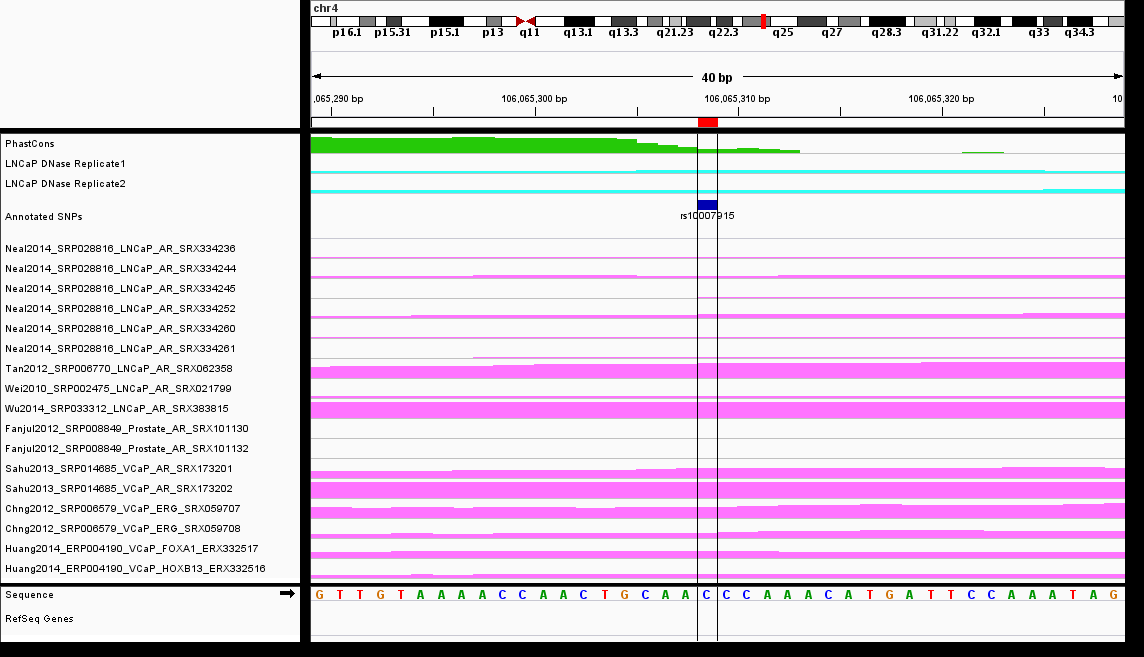 chr4
p16.1 p15.31 p15.1 p13 q11 q13.1 q13.3 q21.23 q22.3 q25 q27 q28.3 q31.22 q32.1 q33 q34.3
40 bp
,065,290 bp 106,065,300 bp 106,065,310 bp 106,065,320 bp 10
PhastCons
LNCaP DNase Replicate1
LNCaP DNase Replicate2
Annotated SNPs
rs10007915
Neal2014_SRP028816_LNCaP_AR_SRX334236
Neal2014_SRP028816_LNCaP_AR_SRX334244
Neal2014_SRP028816_LNCaP_AR_SRX334245
Neal2014_SRP028816_LNCaP_AR_SRX334252
Neal2014_SRP028816_LNCaP_AR_SRX334260
Neal2014_SRP028816_LNCaP_AR_SRX334261
Tan2012_SRP006770_LNCaP_AR_SRX062358
Wei2010_SRP002475_LNCaP_AR_SRX021799
Wu2014_SRP033312_LNCaP_AR_SRX383815
Fanjul2012_SRP008849_Prostate_AR_SRX101130
Fanjul2012_SRP008849_Prostate_AR_SRX101132
Sahu2013_SRP014685_VCaP_AR_SRX173201
Sahu2013_SRP014685_VCaP_AR_SRX173202
Chng2012_SRP006579_VCaP_ERG_SRX059707
Chng2012_SRP006579_VCaP_ERG_SRX059708
Huang2014_ERP004190_VCaP_FOXA1_ERX332517
Huang2014_ERP004190_VCaP_HOXB13_ERX332516
Sequence G T T G T A A A A C C A A C T G C A A C C C A A A C A T G A T T C C A A A T A G
RefSeq Genes